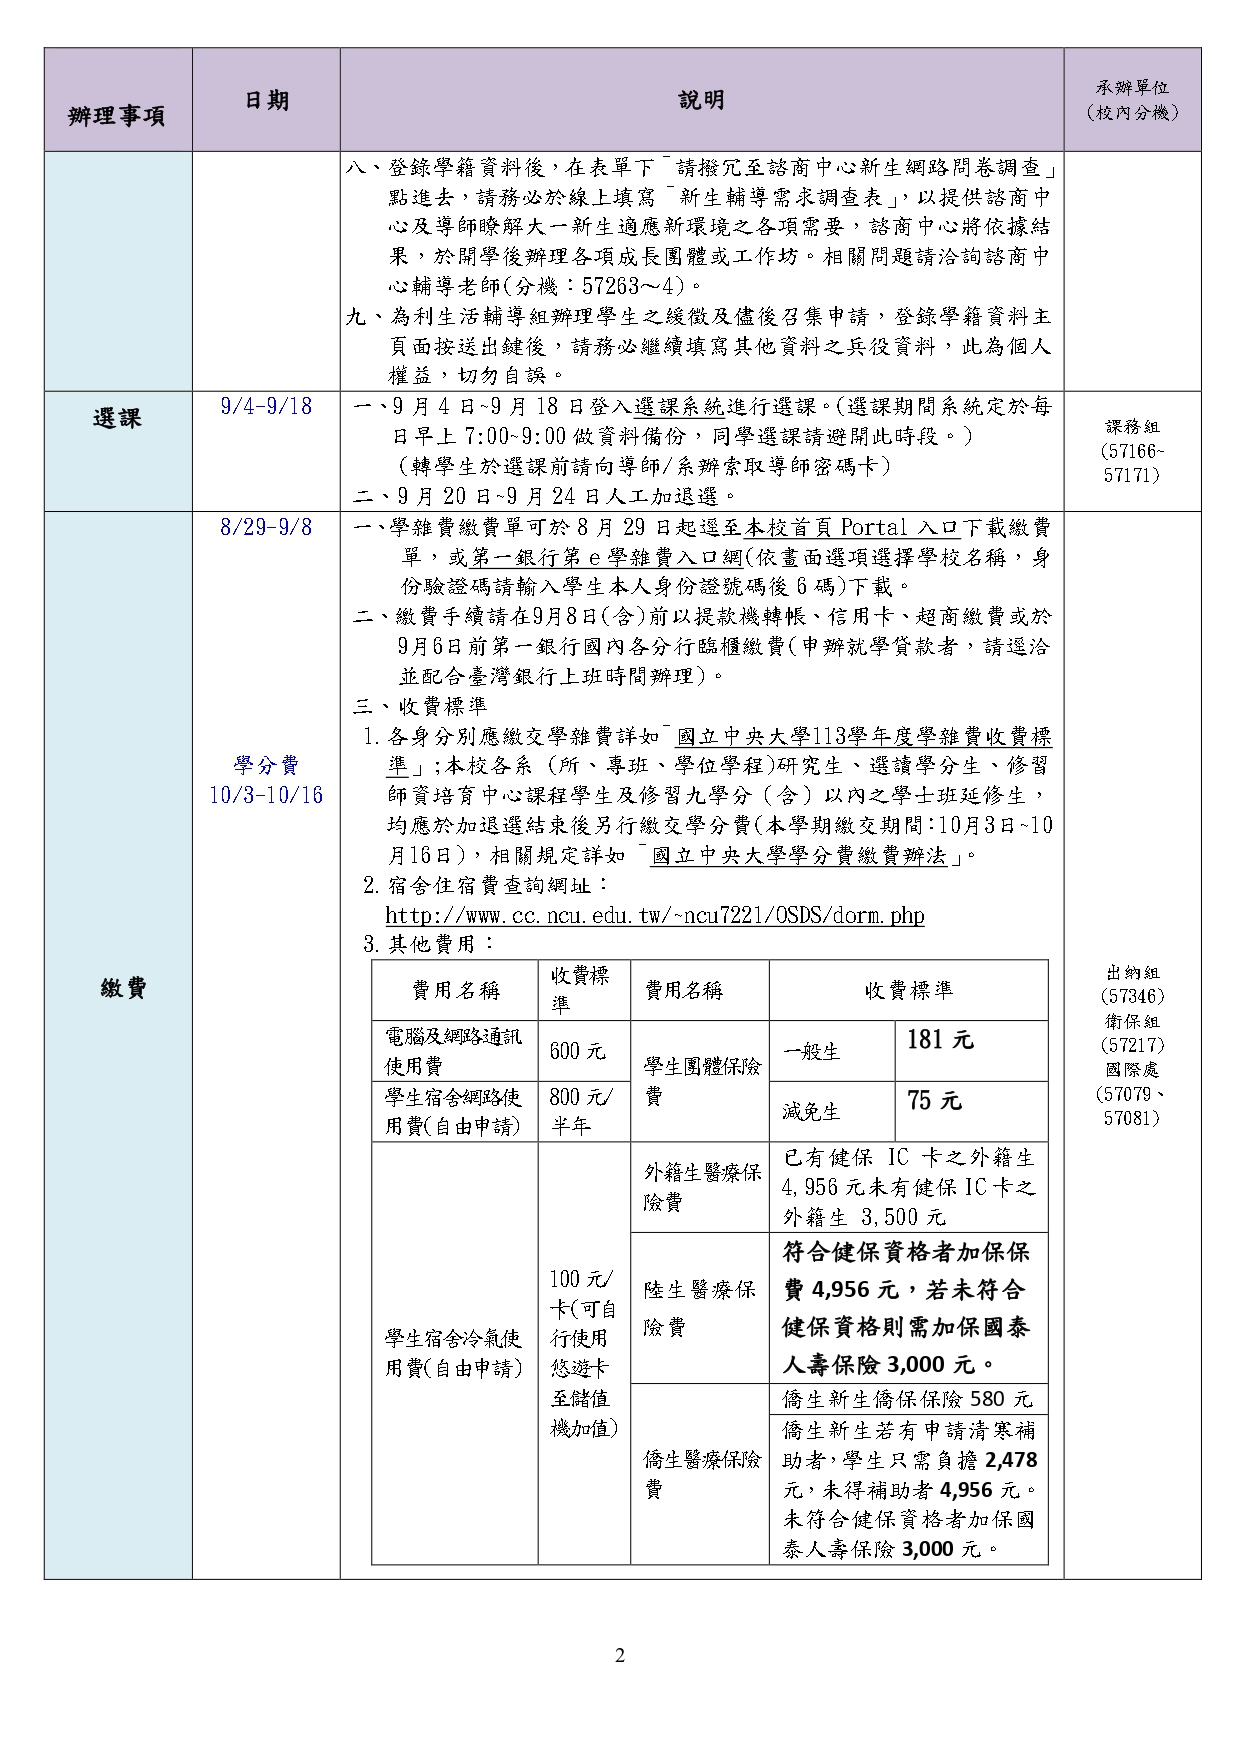 辦理事項
日期
說明
承辦單位
(校內分機)
八、登錄學籍資料後，在表單下「請撥冗至諮商中心新生網路問卷調查」
點進去，請務必於線上填寫「新生輔導需求調查表」，以提供諮商中
心及導師瞭解大一新生適應新環境之各項需要，諮商中心將依據結
果，於開學後辦理各項成長團體或工作坊。相關問題請洽詢諮商中
心輔導老師(分機：57263～4)。
九、為利生活輔導組辦理學生之緩徵及儘後召集申請，登錄學籍資料主
頁面按送出鍵後，請務必繼續填寫其他資料之兵役資料，此為個人
權益，切勿自誤。
選課
9/4-9/18
一、9 月 4 日~9 月 18 日登入選課系統進行選課。(選課期間系統定於每
日早上 7:00~9:00 做資料備份，同學選課請避開此時段。)
(轉學生於選課前請向導師/系辦索取導師密碼卡)
二、9 月 20 日~9 月 24 日人工加退選。
課務組
(57166~
57171)
繳費
8/29-9/8
學分費
10/3-10/16
一、學雜費繳費單可於 8 月 29 日起逕至本校首頁 Portal 入口下載繳費
單，或第一銀行第 e 學雜費入口網(依畫面選項選擇學校名稱，身
份驗證碼請輸入學生本人身份證號碼後 6 碼)下載。
二、繳費手續請在9月8日(含)前以提款機轉帳、信用卡、超商繳費或於
9月6日前第一銀行國內各分行臨櫃繳費(申辦就學貸款者，請逕洽
並配合臺灣銀行上班時間辦理)。
三、收費標準
1. 各身分別應繳交學雜費詳如「國立中央大學113學年度學雜費收費標
準」;本校各系 (所、專班、學位學程)研究生、選讀學分生、修習
師資培育中心課程學生及修習九學分（含）以內之學士班延修生，
均應於加退選結束後另行繳交學分費(本學期繳交期間:10月3日~10
月16日)，相關規定詳如「國立中央大學學分費繳費辦法」。
2. 宿舍住宿費查詢網址：
http://www.cc.ncu.edu.tw/~ncu7221/OSDS/dorm.php
3. 其他費用：
費用名稱
收費標
準
費用名稱
收費標準
電腦及網路通訊
使用費
600 元
學生團體保險
費
一般生
181 元
學生宿舍網路使
用費(自由申請)
800 元/
半年
減免生
75 元
學生宿舍冷氣使
用費(自由申請)
100 元/
卡(可自
行使用
悠遊卡
至儲值
機加值)
外籍生醫療保
險費
已有健保 IC 卡之外籍生
4,956 元未有健保 IC 卡之
外籍生 3,500 元
陸生醫療保
險費
符合健保資格者加保保
費 4,956 元，若未符合
健保資格則需加保國泰
人壽保險 3,000 元。
僑生醫療保險
費
僑生新生僑保保險 580 元
僑生新生若有申請清寒補
助者，學生只需負擔 2,478
元，未得補助者 4,956 元。
未符合健保資格者加保國
泰人壽保險 3,000 元。
出納組
(57346)
衛保組
(57217)
國際處
(57079、
57081)
2